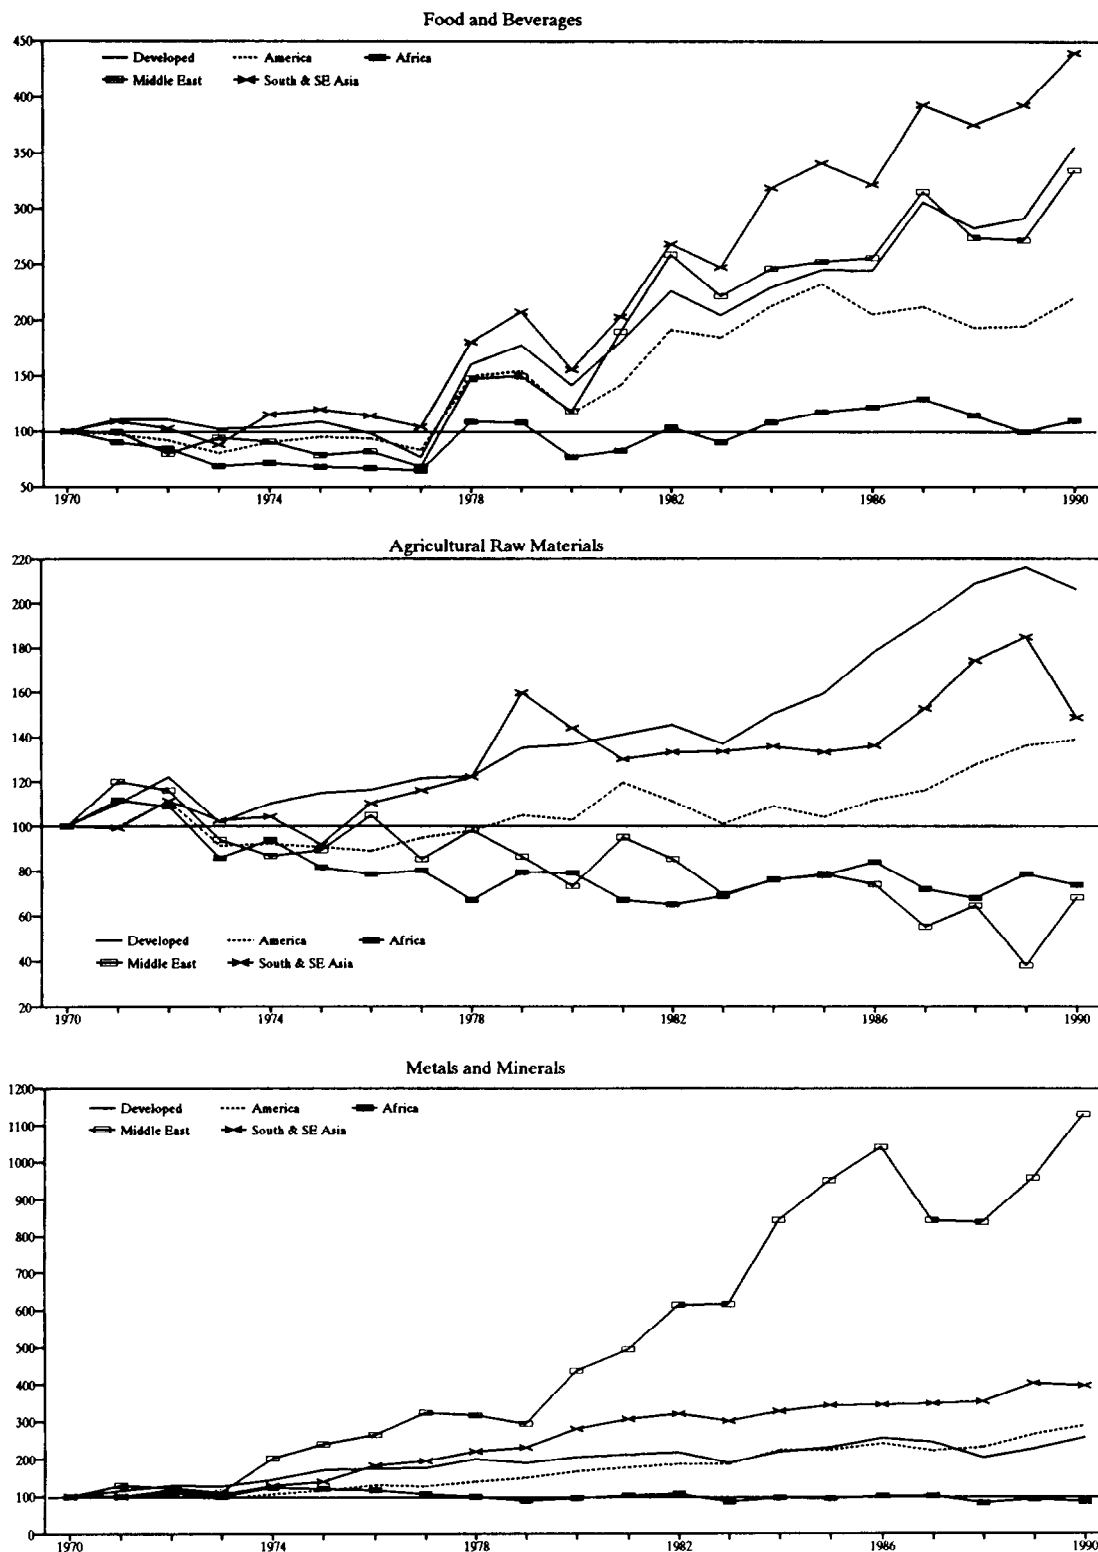 Food and Beverages
450
Developed America Africa
Middle East South & SE Asia
400
350
300
250
200
150
100
50
1970 1974 1978 1982 1986 1990
Agricultural Raw Materials
220
200
180
160
140
120
100
80
60
Developed America Africa
Middle East South & SE Asia
40
20
1970 1974 1978 1982 1986 1990
Metals and Minerals
1200
Developed America Africa
1100
Middle East South & SE Asia
1000
900
800
700
600
500
400
300
200
100
0
1970 1974 1978 1982 1986 1990